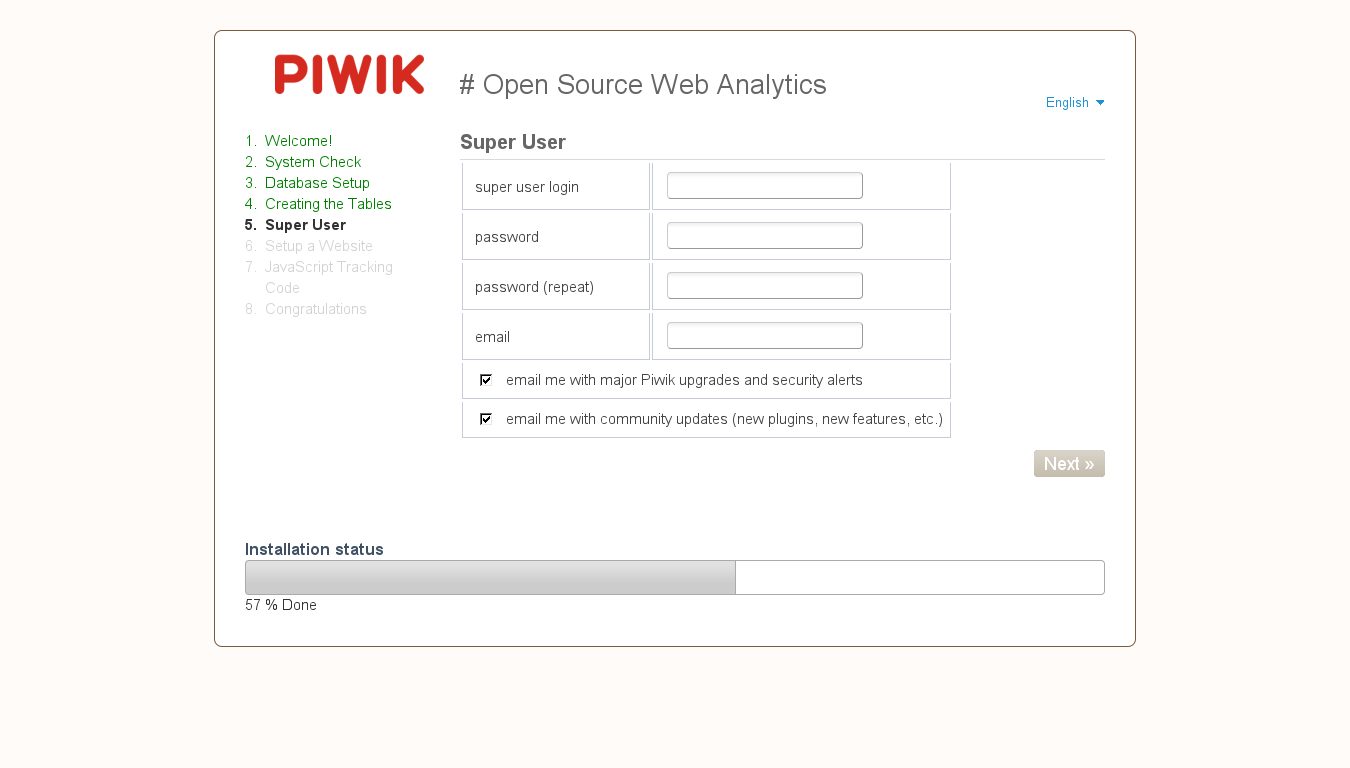 PIWIK
# Open Source Web Analytics
English
1. Welcome!
2. System Check
3. Database Setup
4. Creating the Tables
5. Super User
6. Setup a Website
7. JavaScript Tracking
Code
8. Congratulations
Super User
super user login
password
password (repeat)
email
email me with major Piwik upgrades and security alerts
email me with community updates (new plugins, new features, etc.)
Next »
Installation status
57 % Done